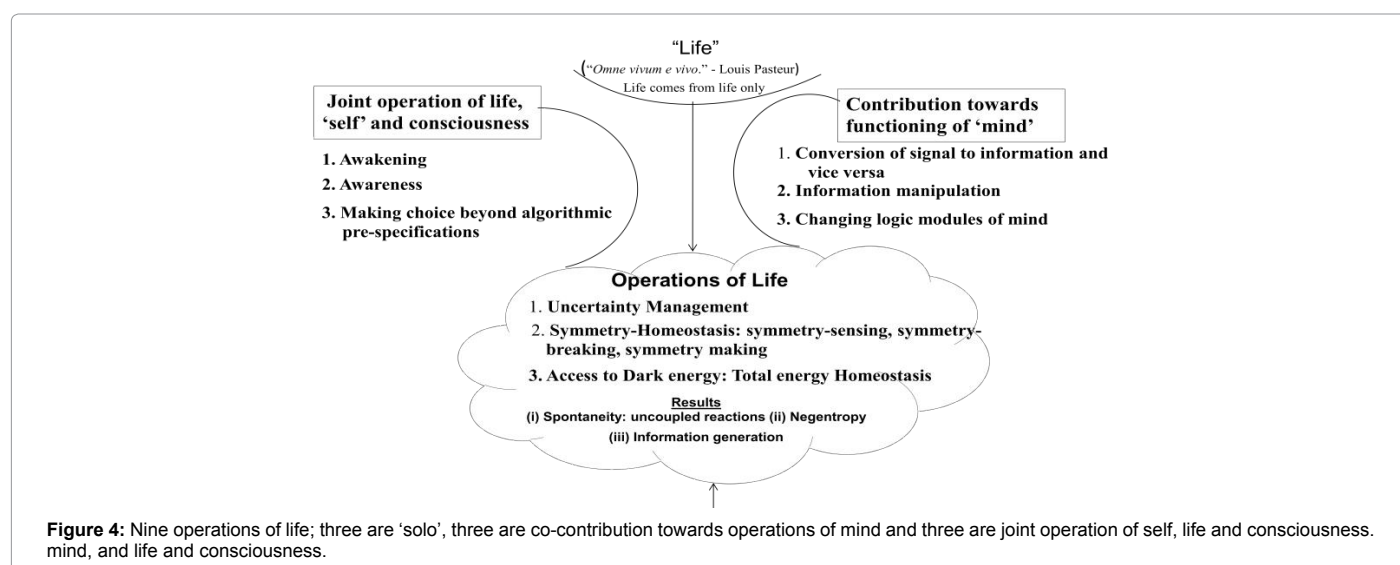 “Life”
(“Omne vivum e vivo.” - Louis Pasteur)
Life comes from life only
Joint operation of life,
‘self’ and consciousness
1. Awakening
2. Awareness
3. Making choice beyond algorithmic
pre-specifications
Contribution towards
functioning of ‘mind’
1. Conversion of signal to information and
vice versa
2. Information manipulation
3. Changing logic modules of mind
Operations of Life
1. Uncertainty Management
2. Symmetry-Homeostasis: symmetry-sensing, symmetry-
breaking, symmetry making
3. Access to Dark energy: Total energy Homeostasis
Results
(i) Spontaneity: uncoupled reactions (ii) Negentropy
(iii) Information generation
Figure 4: Nine operations of life; three are ‘solo’, three are co-contribution towards operations of mind and three are joint operation of self, life and consciousness.
mind, and life and consciousness.